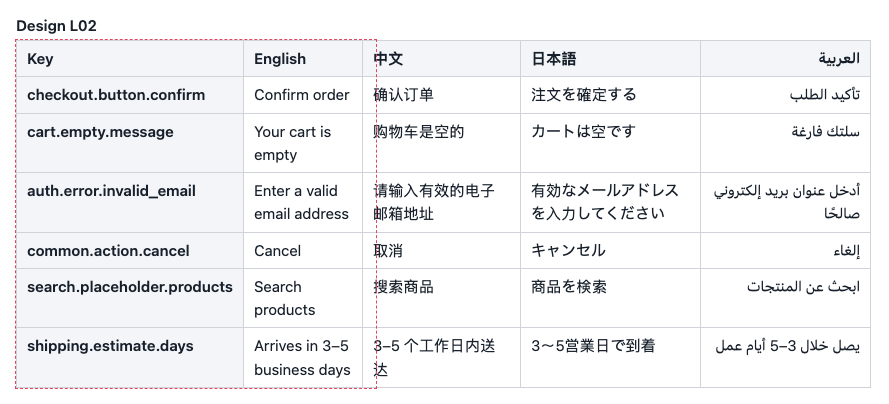 Design L02
Key English 中文 日本語 العربية
checkout.button.confirm Confirm order 确认订单 注文を確定する تأكيد الطلب
cart.empty.message Your cart is 购物车是空的 カートは空です سلتك فارغة
empty
auth.error.invalid_email Enter a valid 请输入有效的电子 有効なメールアドレス أدخل عنوان بريد إلكتروني
email address 邮箱地址 を入力してください صالحًا
common.action.cancel Cancel 取消 キャンセル إلغاء
search.placeholder.products Search 搜索商品 商品を検索 ابحث عن المنتجات
products
shipping.estimate.days Arrives in 3–5 3–5 个工作日内送 3〜5営業日で到着 يصل خلال 3–5 أيام عمل
business days 达